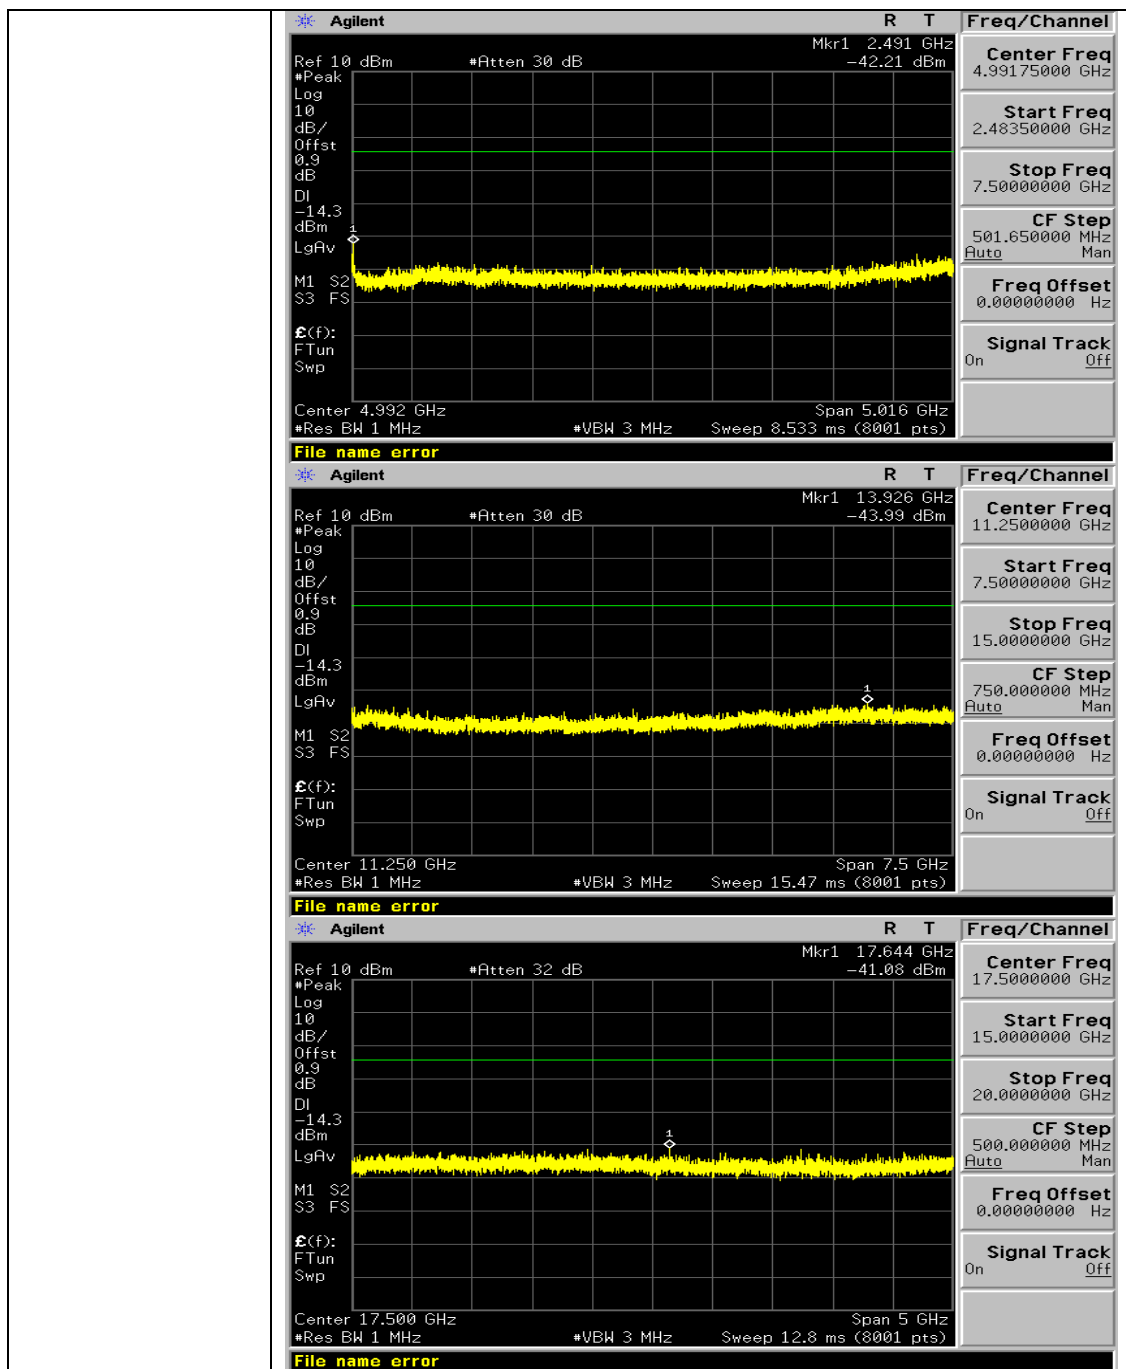 Agilent R T Freq/Channel
Mkr1 2.491 GHz
Ref 10 dBm #Atten 30 dB -42.21 dBm
#Peak
Log
10
dB/
Offst
0.9
dB
DI
-14.3
dBm
LgAv
M1 S2
S3 FS
£(f):
FTun
Swp
1
Center 4.992 GHz Span 5.016 GHz
#Res BW 1 MHz #VBW 3 MHz Sweep 8.533 ms (8001 pts)
File name error
Center Freq
4.99175000 GHz
Start Freq
2.48350000 GHz
Stop Freq
7.50000000 GHz
CF Step
501.650000 MHz
Auto Man
Freq Offset
0.00000000 Hz
Signal Track
On Off
Agilent R T Freq/Channel
Mkr1 13.926 GHz
Ref 10 dBm #Atten 30 dB -43.99 dBm
#Peak
Log
10
dB/
Offst
0.9
dB
DI
-14.3
dBm
LgAv
M1 S2
S3 FS
£(f):
FTun
Swp
1
Center 11.250 GHz Span 7.5 GHz
#Res BW 1 MHz #VBW 3 MHz Sweep 15.47 ms (8001 pts)
File name error
Center Freq
11.2500000 GHz
Start Freq
7.50000000 GHz
Stop Freq
15.0000000 GHz
CF Step
750.000000 MHz
Auto Man
Freq Offset
0.00000000 Hz
Signal Track
On Off
Agilent R T Freq/Channel
Mkr1 17.644 GHz
Ref 10 dBm #Atten 32 dB -41.08 dBm
#Peak
Log
10
dB/
Offst
0.9
dB
DI
-14.3
dBm
LgAv
M1 S2
S3 FS
£(f):
FTun
Swp
1
Center 17.500 GHz Span 5 GHz
#Res BW 1 MHz #VBW 3 MHz Sweep 12.8 ms (8001 pts)
File name error
Center Freq
17.5000000 GHz
Start Freq
15.0000000 GHz
Stop Freq
20.0000000 GHz
CF Step
500.000000 MHz
Auto Man
Freq Offset
0.00000000 Hz
Signal Track
On Off